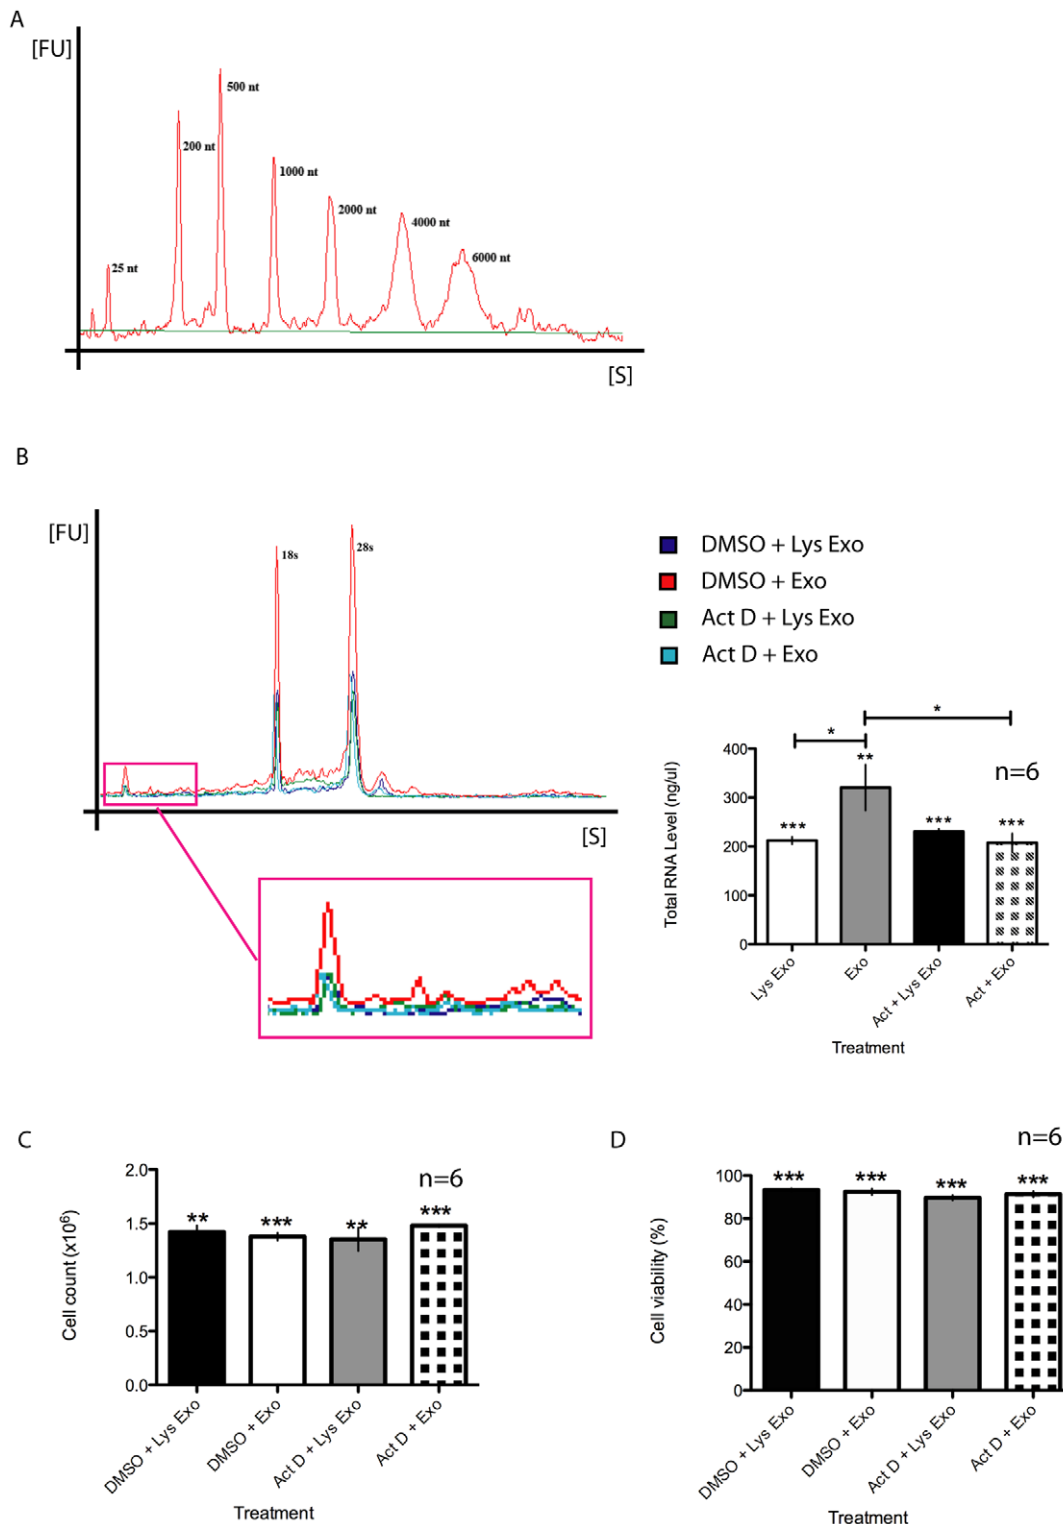 A
[FU]
500 nt
200 nt
1000 nt
2000 nt
4000 nt
6000 nt
25 nt
[S]
B
[FU]
18s
28s
[S]
DMSO + Lys Exo
DMSO + Exo
Act D + Lys Exo
Act D + Exo
*
*
n=6
400
300
200
100
0
**
***
***
***
Total RNA Level (ng/ul)
Lys Exo
Exo
Act + Lys Exo
Act + Exo
Treatment
C
n=6
2.0
1.5
1.0
0.5
0.0
**
***
**
***
Cell count (x10⁶)
DMSO + Lys Exo
DMSO + Exo
Act D + Lys Exo
Act D + Exo
Treatment
D
n=6
100
80
60
40
20
0
***
***
***
***
Cell viability (%)
DMSO + Lys Exo
DMSO + Exo
Act D + Lys Exo
Act D + Exo
Treatment